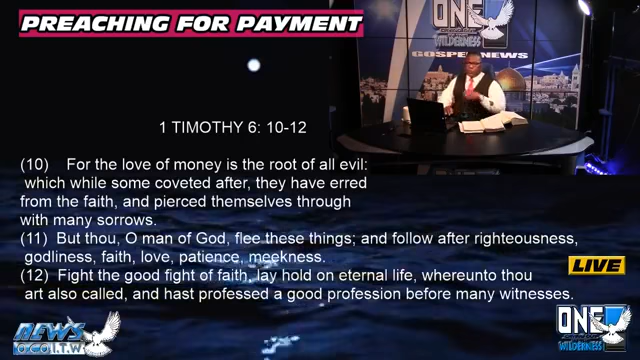 PREACHING FOR PAYMENT
ONE
WILDERNESS
GOSPEL NEWS
1 TIMOTHY 6: 10-12
(10) For the love of money is the root of all evil:
which while some coveted after, they have erred
from the faith, and pierced themselves through
with many sorrows.
(11) But thou, O man of God, flee these things; and follow after righteousness,
godliness, faith, love, patience, meekness.
(12) Fight the good fight of faith, lay hold on eternal life, whereunto thou
art also called, and hast professed a good profession before many witnesses.
LIVE
NEWS
O.C.O.I.T.W
ONE
WILDERNESS